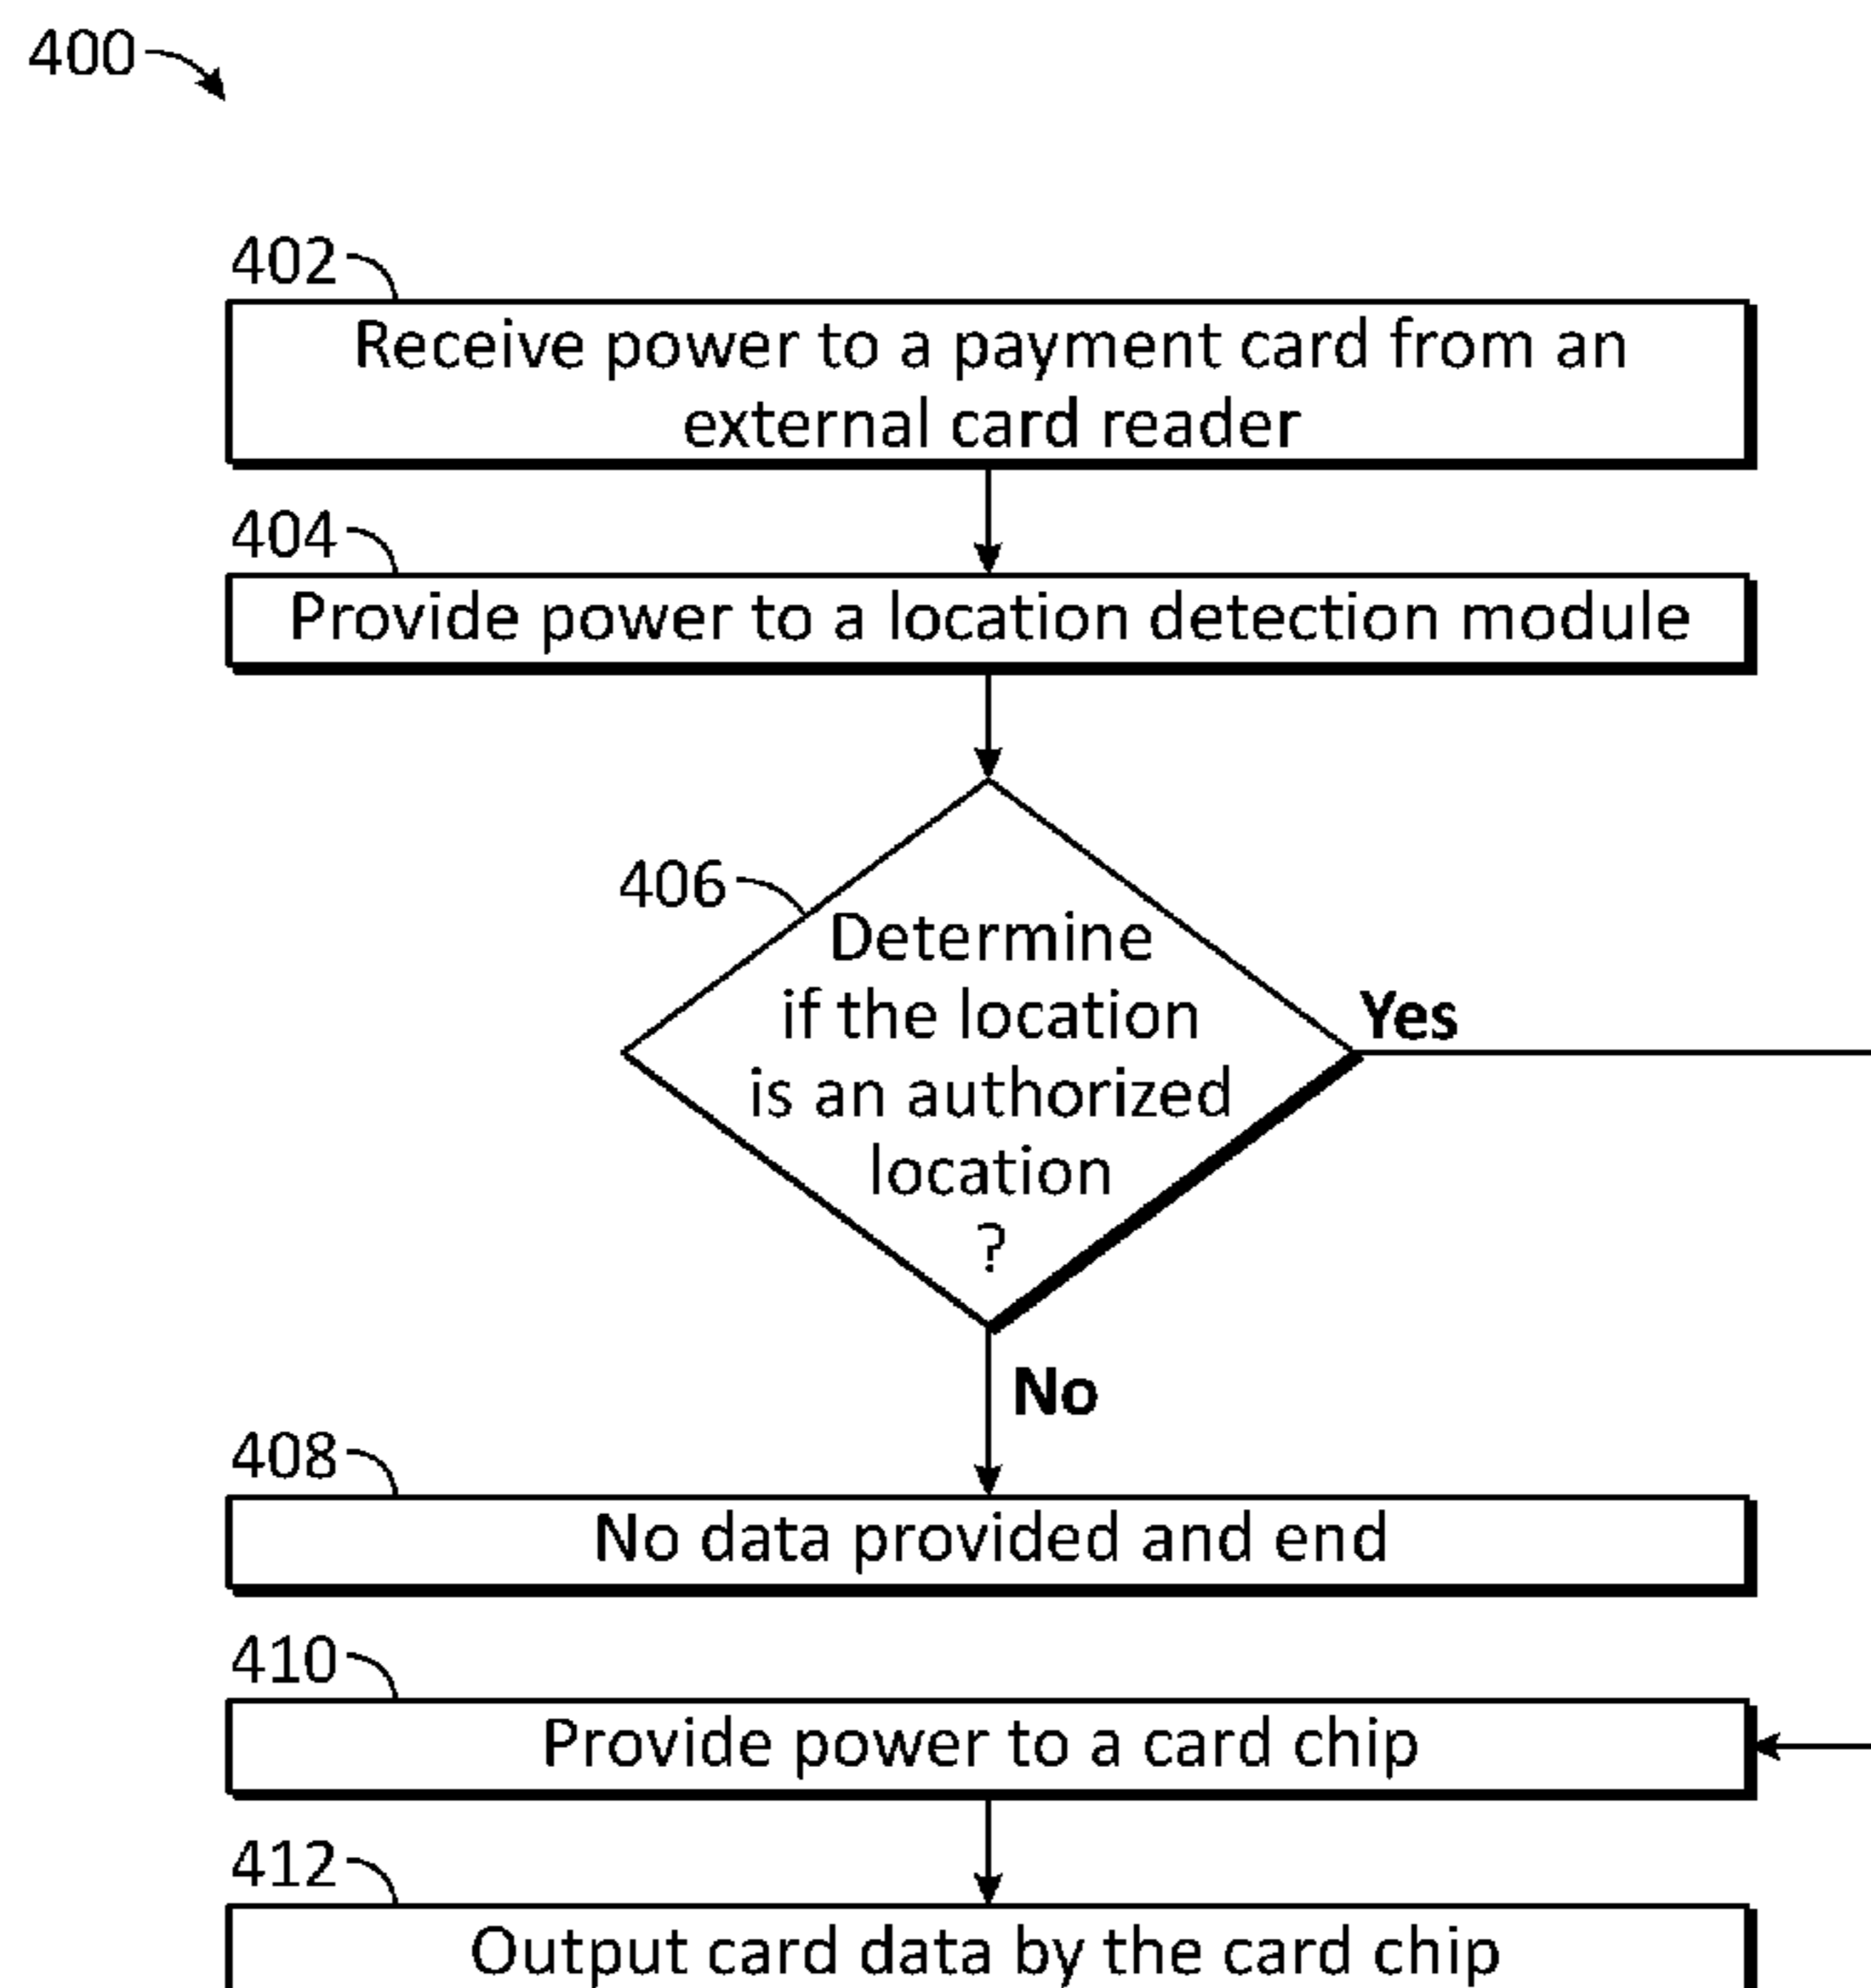 400
402
Receive power to a payment card from an
external card reader
404
Provide power to a location detection module
406
Determine
if the location
is an authorized
location
?
Yes
No
408
No data provided and end
410
Provide power to a card chip
412
Output card data by the card chip